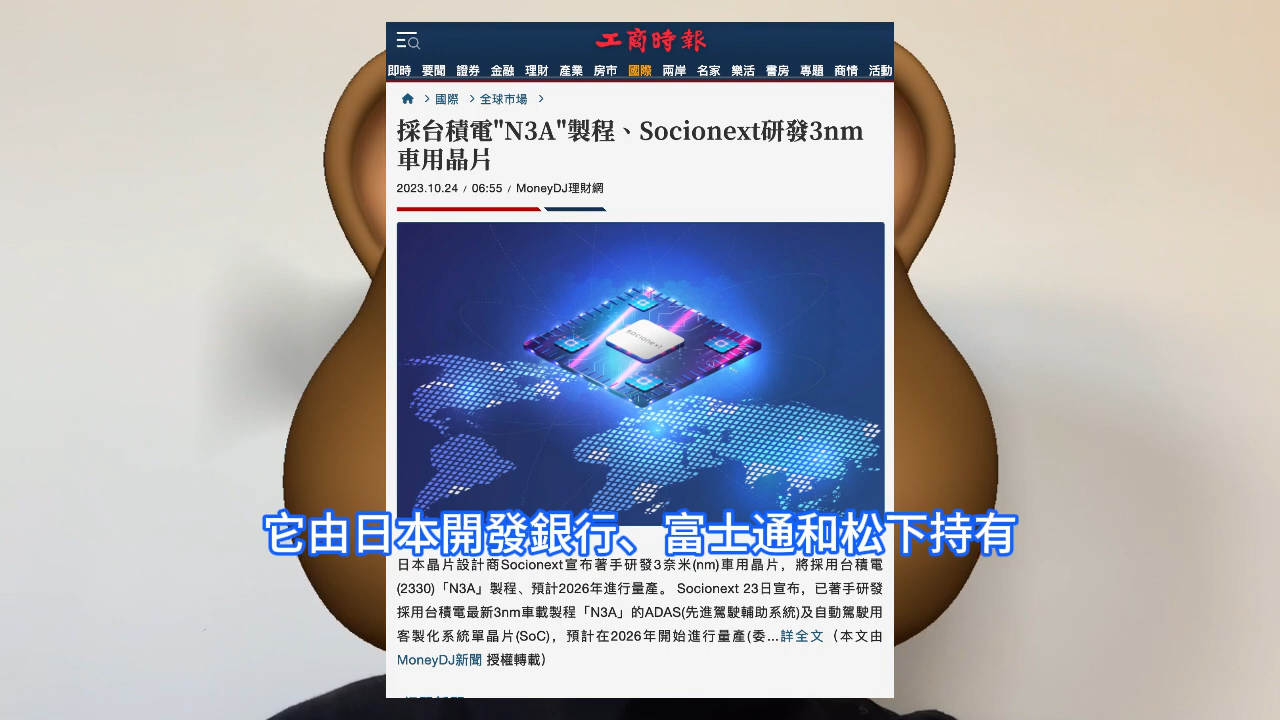 工商時報
即時 要聞 證券 金融 理財 產業 房市 國際 兩岸 名家 樂活 書房 專題 商情 活動
國際 > 全球市場 >
採台積電"N3A"製程、Socionext研發3nm
車用晶片
2023.10.24 / 06:55 / MoneyDJ理財網
socionext
它由日本開發銀行、富士通和松下持有
日本晶片設計商Socionext宣布著手研發3奈米(nm)車用晶片，將採用台積電
(2330)「N3A」製程、預計2026年進行量產。 Socionext 23日宣布，已著手研發
採用台積電最新3nm車載製程「N3A」的ADAS(先進駕駛輔助系統)及自動駕駛用
客製化系統單晶片(SoC)，預計在2026年開始進行量產(委...詳全文（本文由
MoneyDJ新聞 授權轉載）